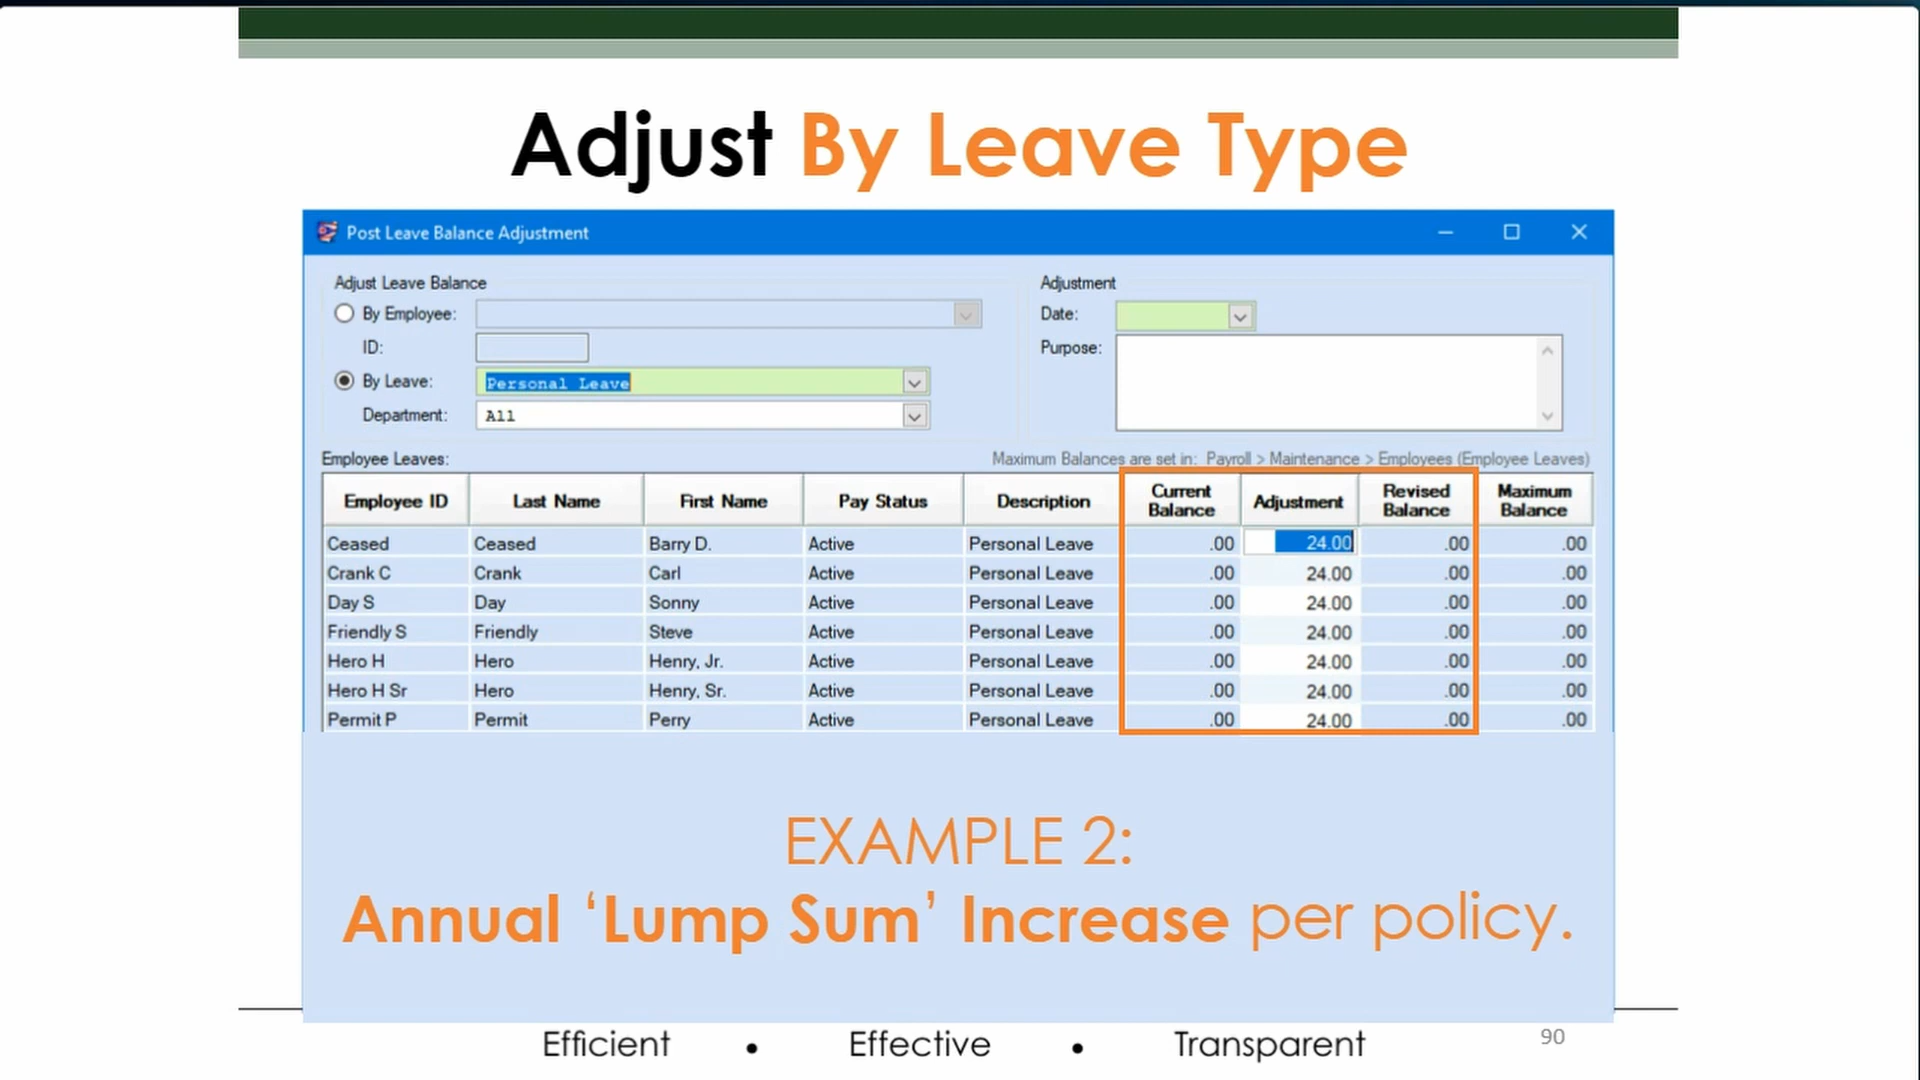 Adjust By Leave Type
Post Leave Balance Adjustment
Adjust Leave Balance
By Employee:
ID:
By Leave: Personal Leave
Department: All
Adjustment
Date:
Purpose:
Employee Leaves: Maximum Balances are set in: Payroll > Maintenance > Employees (Employee Leaves)
Employee ID Last Name First Name Pay Status Description Current Balance Adjustment Revised Balance Maximum Balance
Ceased Ceased Barry D. Active Personal Leave .00 24.00 .00 .00
Crank C Crank Carl Active Personal Leave .00 24.00 .00 .00
Day S Day Sonny Active Personal Leave .00 24.00 .00 .00
Friendly S Friendly Steve Active Personal Leave .00 24.00 .00 .00
Hero H Hero Henry, Jr. Active Personal Leave .00 24.00 .00 .00
Hero H Sr Hero Henry, Sr. Active Personal Leave .00 24.00 .00 .00
Permit P Permit Perry Active Personal Leave .00 24.00 .00 .00
EXAMPLE 2:
Annual ‘Lump Sum’ Increase per policy.
Efficient • Effective • Transparent
90